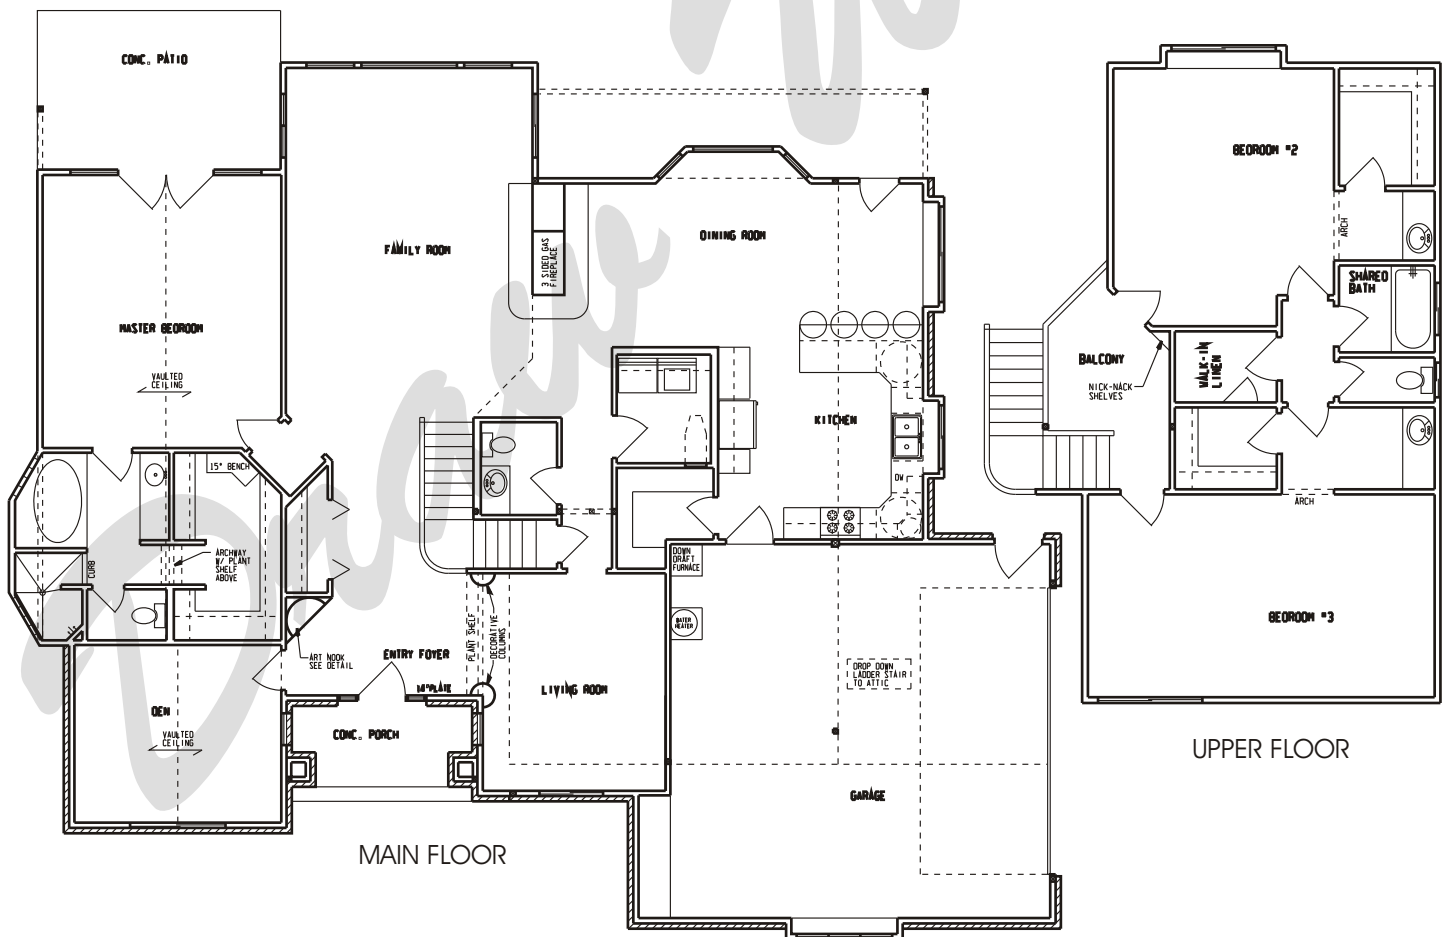 CONC. PATIO
FAMILY ROOM
3 SIDED GAS
FIREPLACE
DINING ROOM
MASTER BEDROOM
VAULTED
CEILING
KITCHEN
DW
15" BENCH
ARCHWAY
W/ PLANT
SHELF
ABOVE
CURB
DOWN
DRAFT
FURNACE
WATER
HEATER
ART NOOK
SEE DETAIL
ENTRY FOYER
PLANT SHELF
DECORATIVE
COLUMNS
LIVING ROOM
DROP DOWN
LADDER STAIR
TO ATTIC
DEN
VAULTED
CEILING
CONC. PORCH
GARAGE
MAIN FLOOR
BEDROOM #2
ARCH
SHARED
BATH
BALCONY
WALK-IN
LINEN
NICK-NACK
SHELVES
ARCH
BEDROOM #3
UPPER FLOOR
Draw